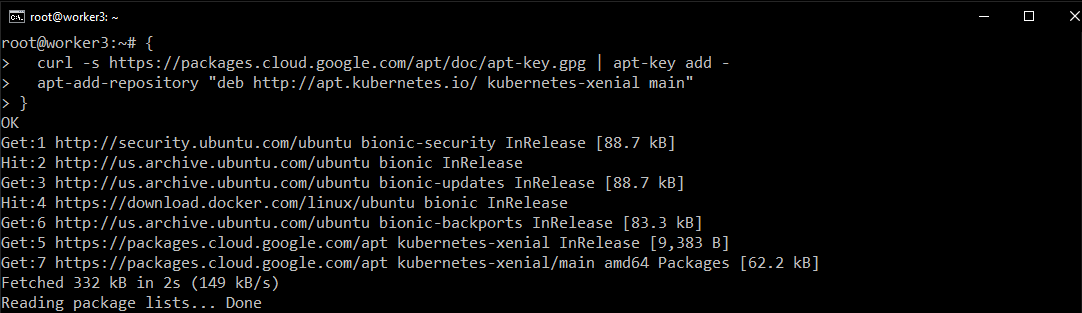 root@worker3: ~
root@worker3:~# {
>   curl -s https://packages.cloud.google.com/apt/doc/apt-key.gpg | apt-key add -
>   apt-add-repository "deb http://apt.kubernetes.io/ kubernetes-xenial main"
> }
OK
Get:1 http://security.ubuntu.com/ubuntu bionic-security InRelease [88.7 kB]
Hit:2 http://us.archive.ubuntu.com/ubuntu bionic InRelease
Get:3 http://us.archive.ubuntu.com/ubuntu bionic-updates InRelease [88.7 kB]
Hit:4 https://download.docker.com/linux/ubuntu bionic InRelease
Get:6 http://us.archive.ubuntu.com/ubuntu bionic-backports InRelease [83.3 kB]
Get:5 https://packages.cloud.google.com/apt kubernetes-xenial InRelease [9,383 B]
Get:7 https://packages.cloud.google.com/apt kubernetes-xenial/main amd64 Packages [62.2 kB]
Fetched 332 kB in 2s (149 kB/s)
Reading package lists... Done